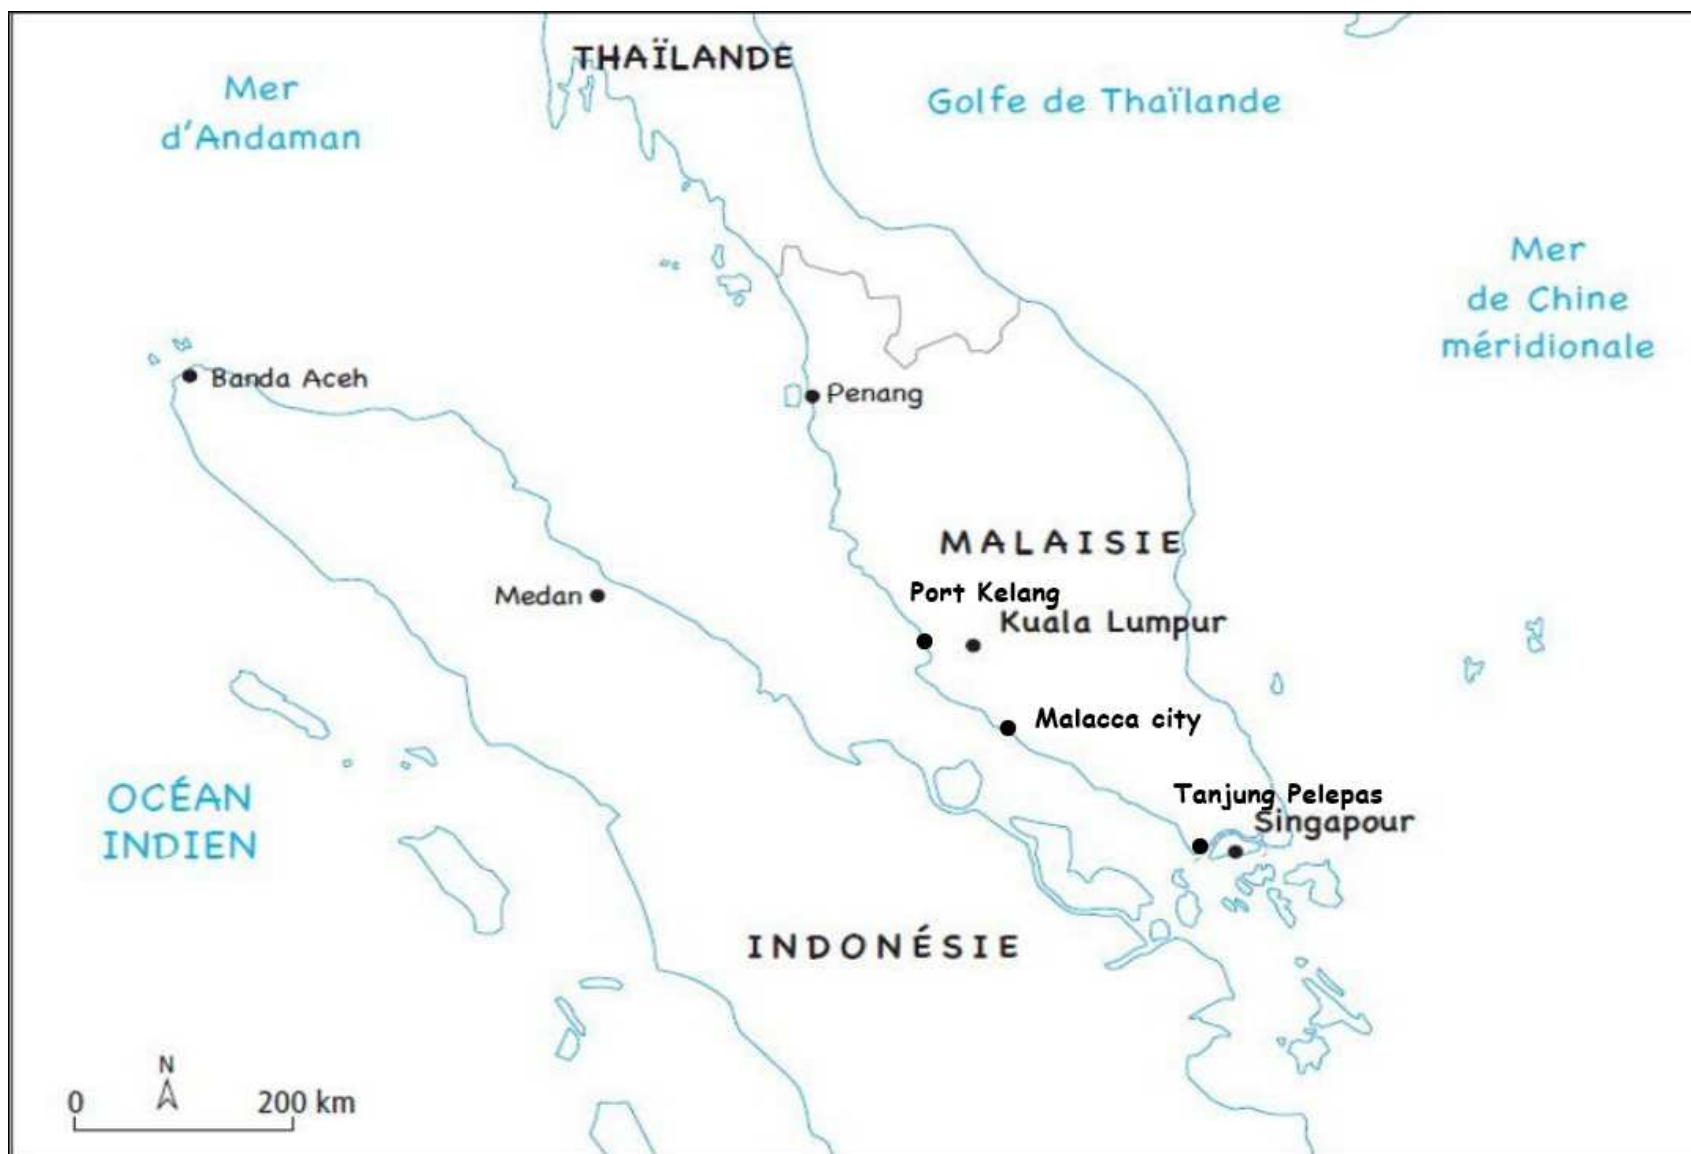 THAÏLANDE
Mer
d'Andaman
Golfe de Thaïlande
Mer
de Chine
méridionale
Banda Aceh
Penang
MALAISIE
Port Kelang
Medan
Kuala Lumpur
Malacca city
OCÉAN
INDIEN
Tanjung Pelepas
Singapour
INDONÉSIE
N
0 200 km